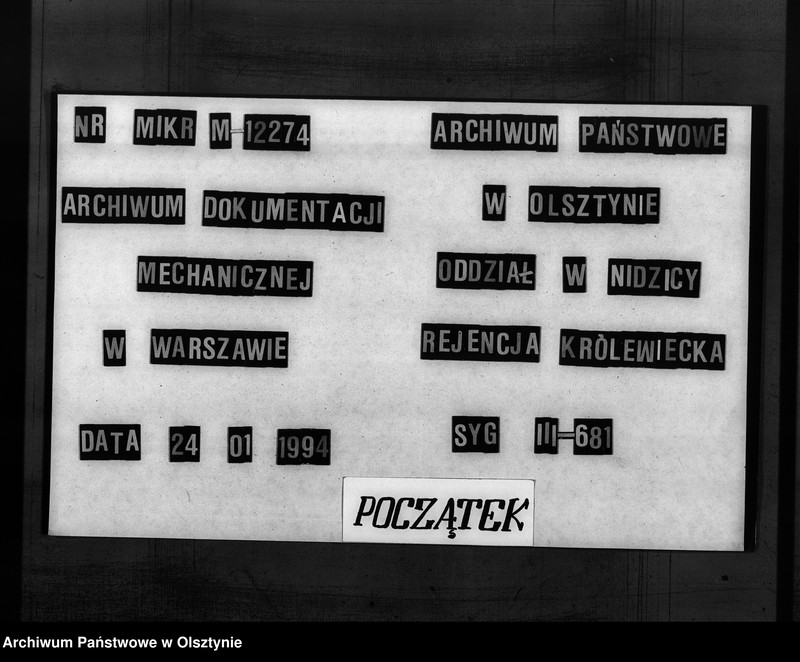 NR MIKR M-12274
ARCHIWUM DOKUMENTACJI
MECHANICZNEJ
W WARSZAWIE
DATA 24 01 1994
ARCHIWUM PAŃSTWOWE
W OLSZTYNIE
ODDZIAŁ W NIDZICY
REJENCJA KRÒLEWIECKA
SYG III-681
POCZĄTEK
Archiwum Państwowe w Olsztynie